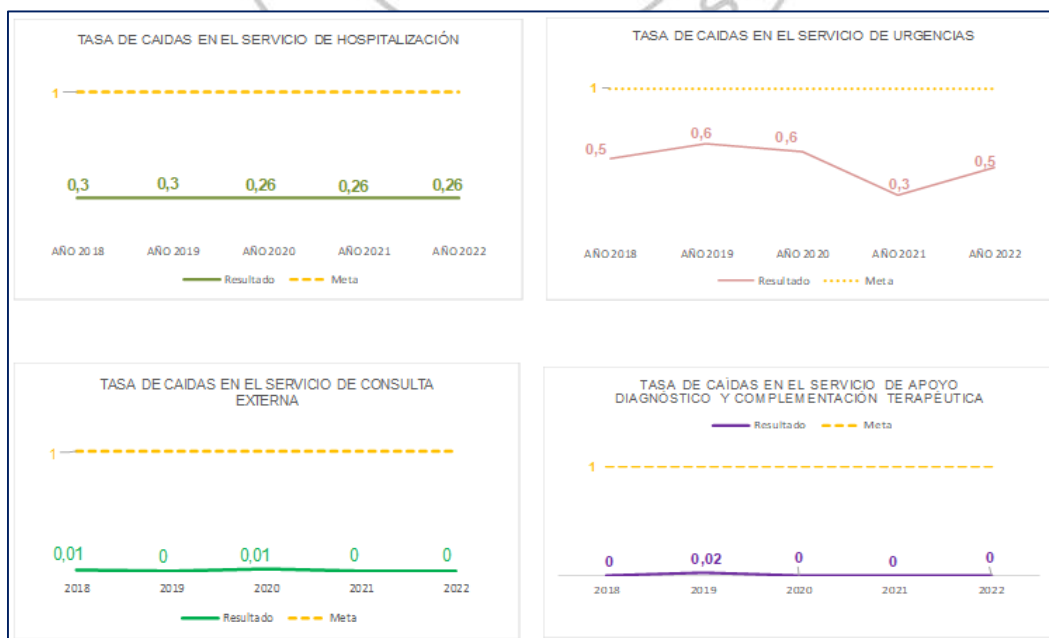 TASA DE CAIDAS EN EL SERVICIO DE HOSPITALIZACIÓN
1
0,3 0,3 0,26 0,26 0,26
AÑO 2018 AÑO 2019 AÑO 2020 AÑO 2021 AÑO 2022
Resultado Meta
TASA DE CAIDAS EN EL SERVICIO DE URGENCIAS
1
0,5 0,6 0,6 0,3 0,5
AÑO 2018 AÑO 2019 AÑO 2020 AÑO 2021 AÑO 2022
Resultado Meta
TASA DE CAIDAS EN EL SERVICIO DE CONSULTA
EXTERNA
1
0,01 0 0,01 0 0
2018 2019 2020 2021 2022
Resultado Meta
TASA DE CAÌDAS EN EL SERVICIO DE APOYO
DIAGNÓSTICO Y COMPLEMENTACIÓN TERAPÉUTICA
Resultado Meta
1
0 0,02 0 0 0
2018 2019 2020 2021 2022